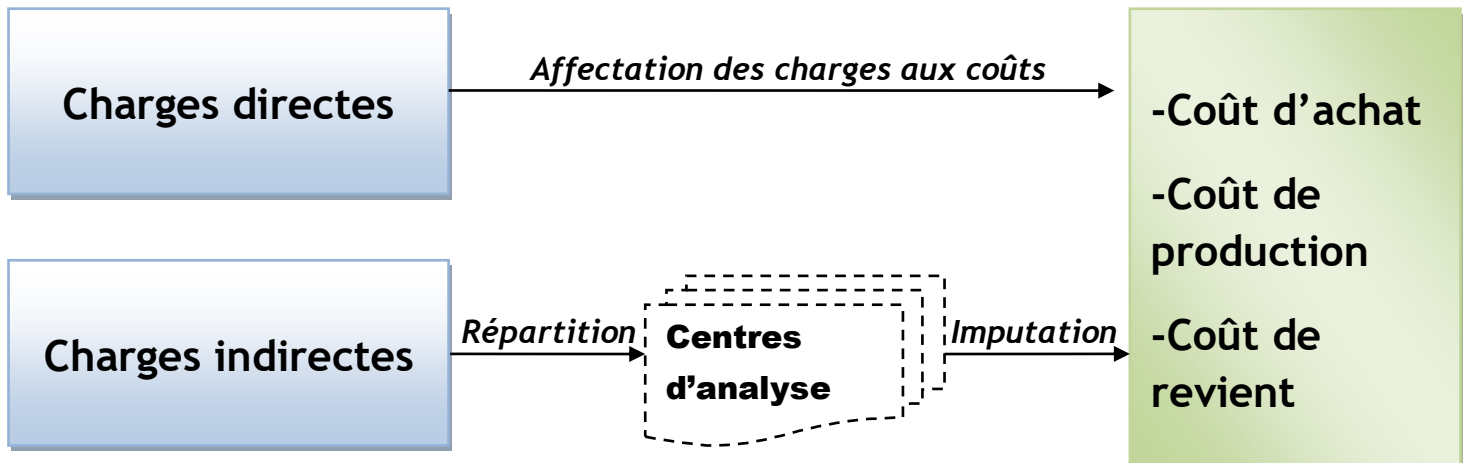 Charges directes
Affectation des charges aux coûts
-Coût d’achat
-Coût de
production
-Coût de
revient
Charges indirectes
Répartition
Centres
d’analyse
Imputation